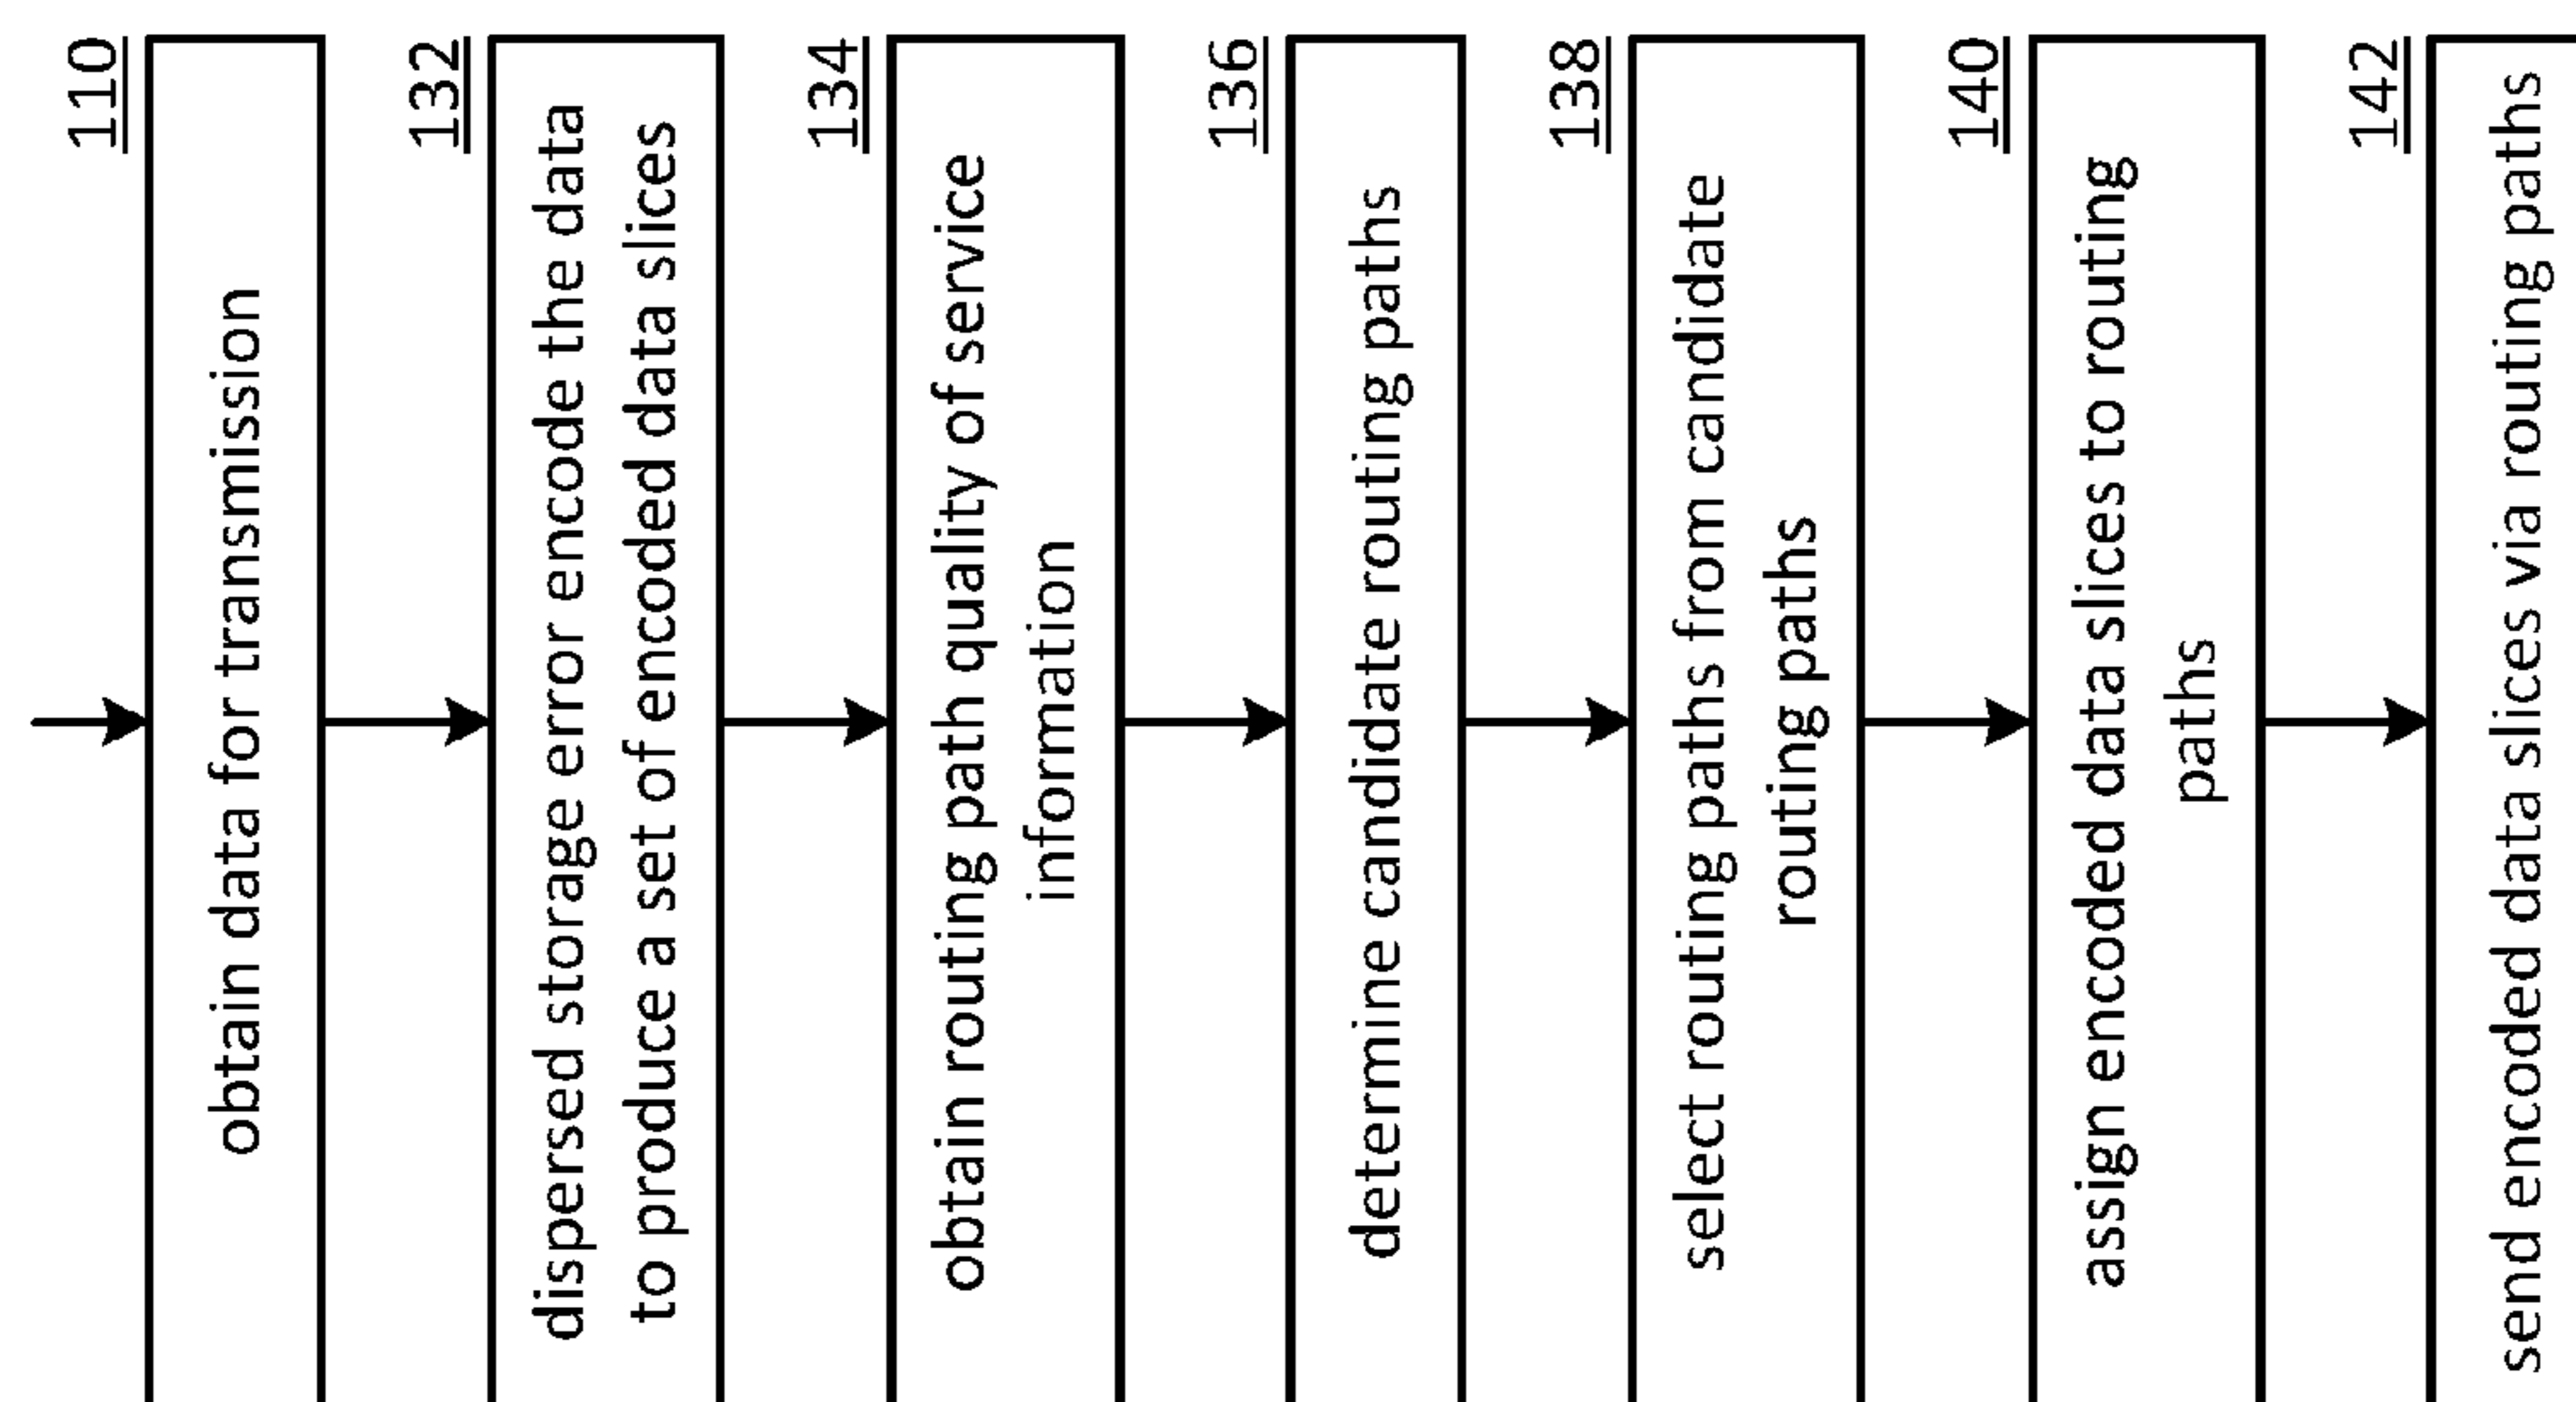 110
obtain data for transmission
132
dispersed storage error encode the data
to produce a set of encoded data slices
134
obtain routing path quality of service
information
136
determine candidate routing paths
138
select routing paths from candidate
routing paths
140
assign encoded data slices to routing
paths
142
send encoded data slices via routing paths